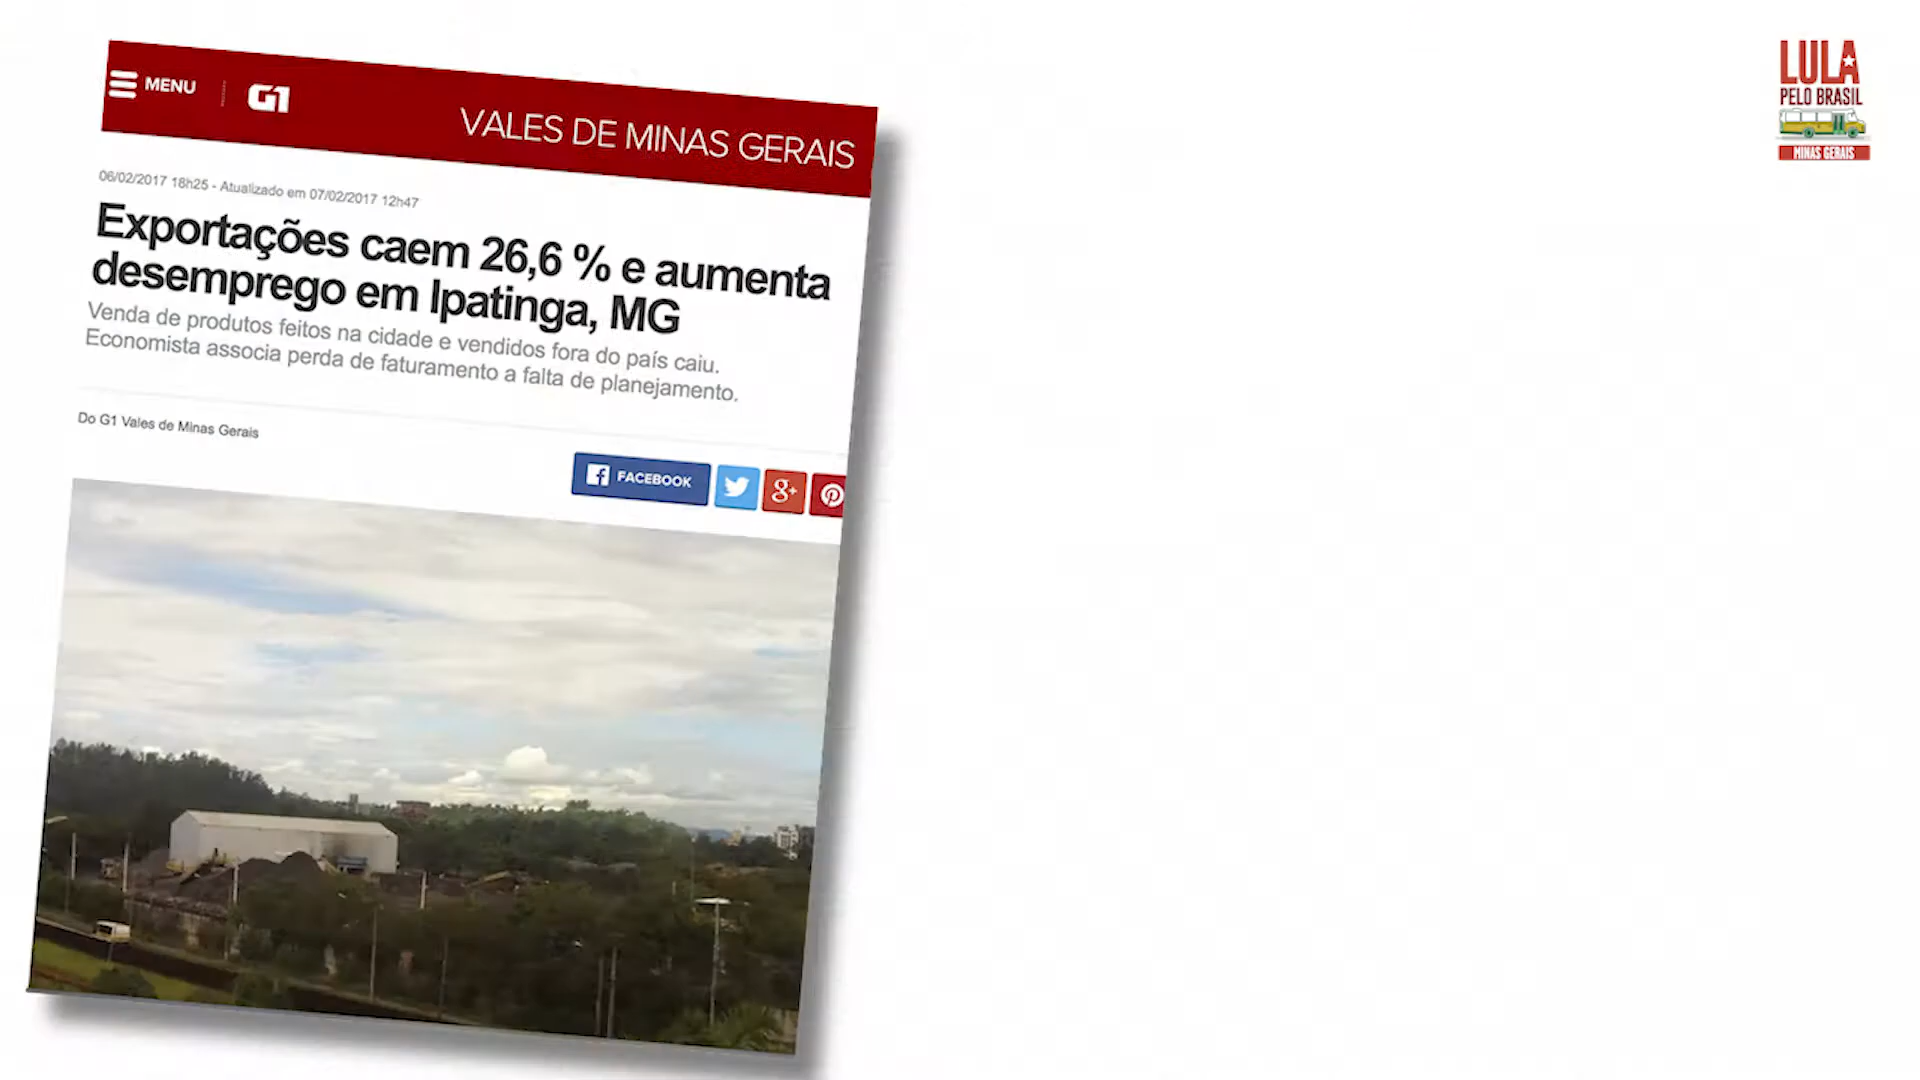 MENU
G1
VALES DE MINAS GERAIS
06/02/2017 18h25 - Atualizado em 07/02/2017 12h47
Exportações caem 26,6 % e aumenta
desemprego em Ipatinga, MG
Venda de produtos feitos na cidade e vendidos fora do país caiu.
Economista associa perda de faturamento a falta de planejamento.
Do G1 Vales de Minas Gerais
FACEBOOK
g+
LULA
PELO BRASIL
MINAS GERAIS